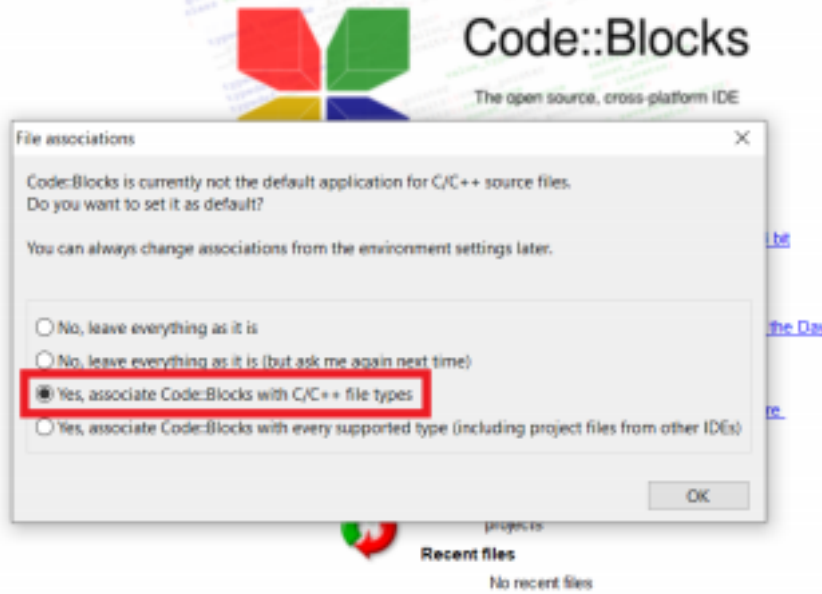 Code::Blocks
The open source, cross-platform IDE
File associations
Code::Blocks is currently not the default application for C/C++ source files.
Do you want to set it as default?
You can always change associations from the environment settings later.
bit
No, leave everything as it is
the
No, leave everything as it is (but ask me again next time)
Yes, associate Code::Blocks with C/C++ file types
Yes, associate Code::Blocks with every supported type (including project files from other IDEs)
OK
projects
Recent files
No recent files